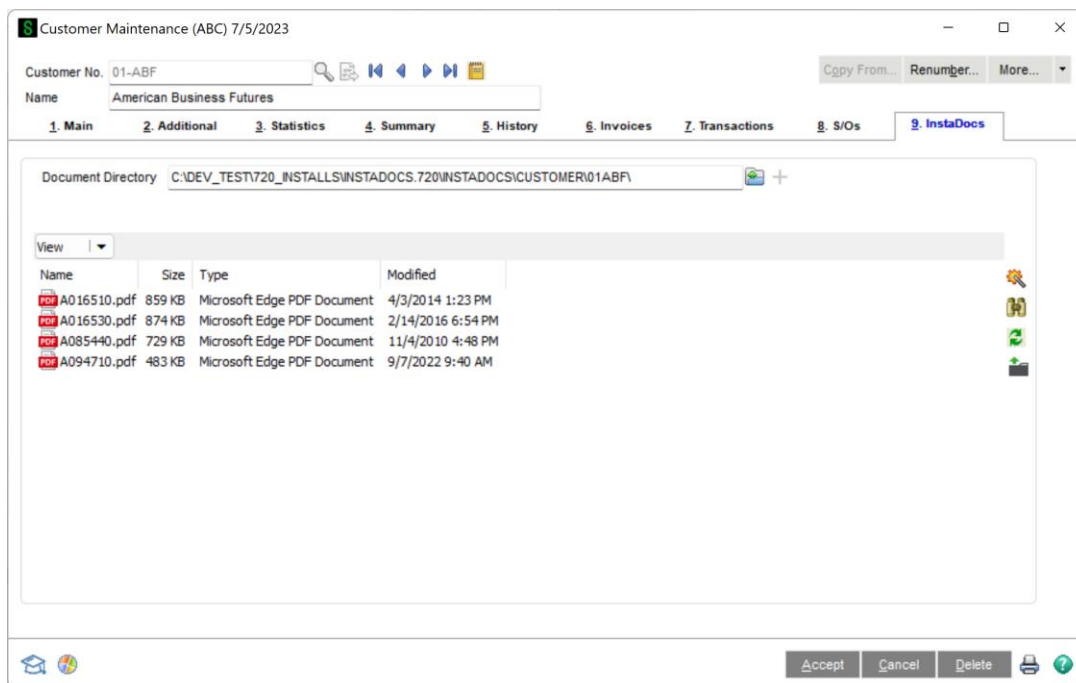 Customer Maintenance (ABC) 7/5/2023
Customer No. 01-ABF Copy From... Renumber... More...
Name American Business Futures
1. Main 2. Additional 3. Statistics 4. Summary 5. History 6. Invoices 7. Transactions 8. S/Os 9. InstaDocs
Document Directory C:\DEV_TEST\720_INSTALLS\INSTADOCS.720\INSTADOCS\CUSTOMER\01ABF\
View
Name Size Type Modified
PDF A016510.pdf 859 KB Microsoft Edge PDF Document 4/3/2014 1:23 PM
PDF A016530.pdf 874 KB Microsoft Edge PDF Document 2/14/2016 6:54 PM
PDF A085440.pdf 729 KB Microsoft Edge PDF Document 11/4/2010 4:48 PM
PDF A094710.pdf 483 KB Microsoft Edge PDF Document 9/7/2022 9:40 AM
Accept Cancel Delete